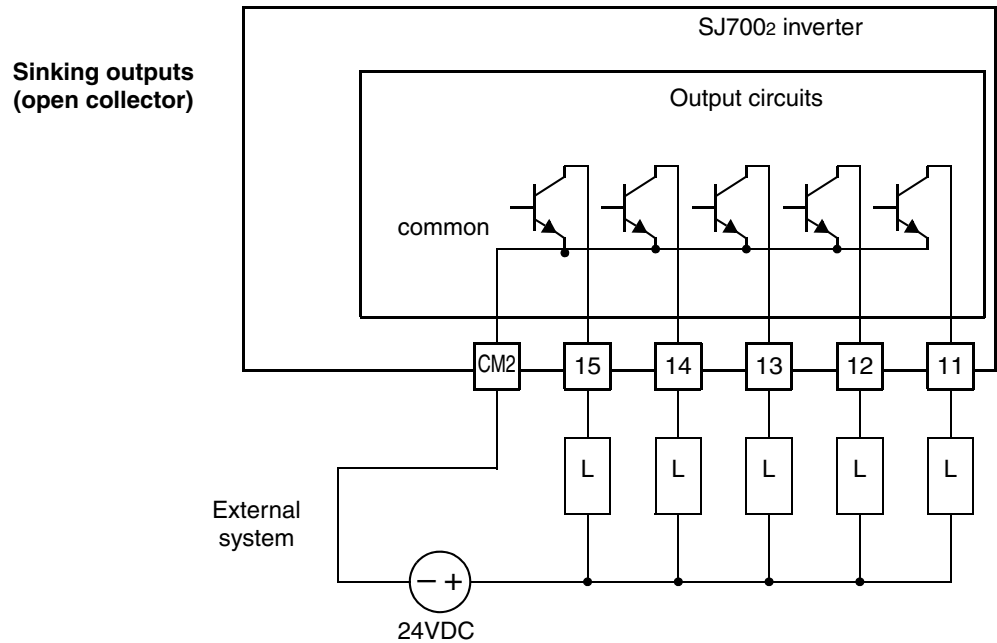 SJ7002 inverter
Sinking outputs
(open collector)
Output circuits
common
CM2
15
14
13
12
11
L
L
L
L
L
External
system
− +
24VDC